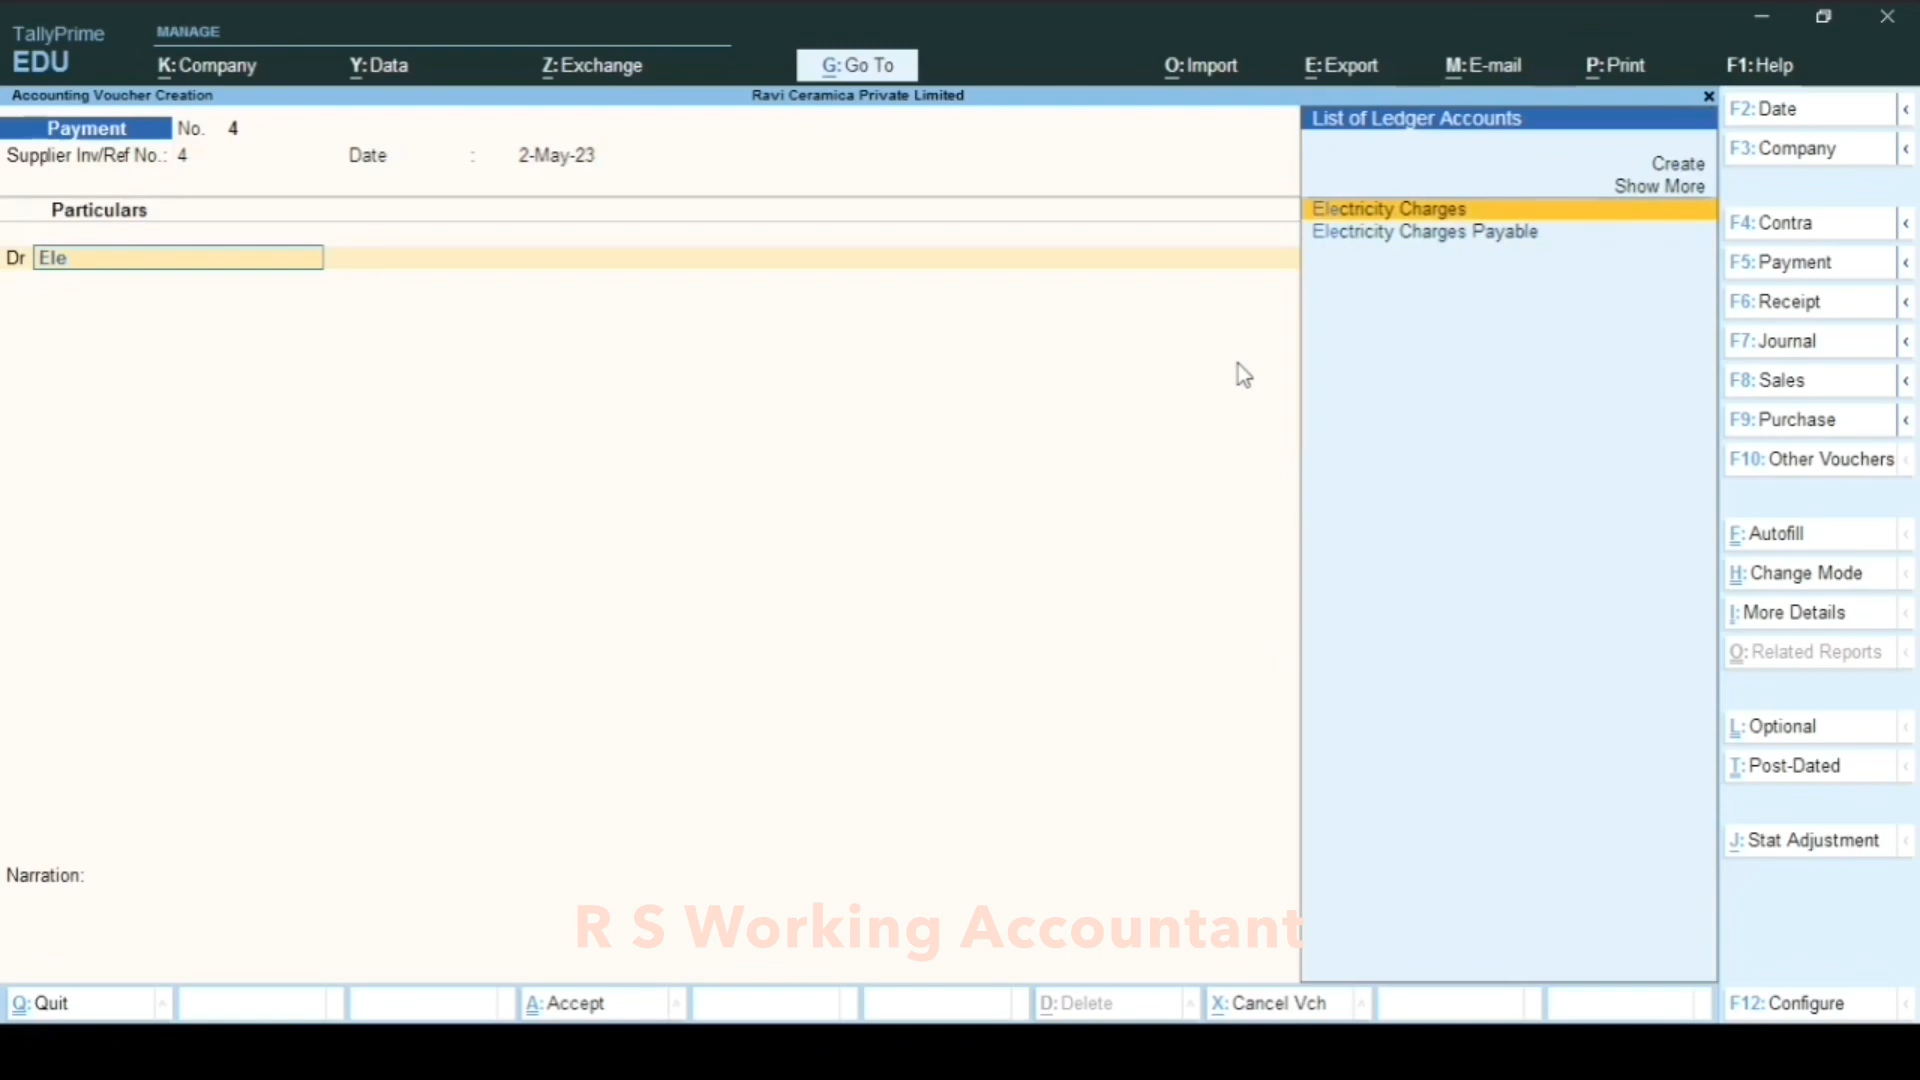 TallyPrime
EDU
MANAGE
K: Company
Y: Data
Z: Exchange
G: Go To
O: Import
E: Export
M: E-mail
P: Print
F1: Help
Accounting Voucher Creation
Ravi Ceramica Private Limited
Payment No. 4
Supplier Inv/Ref No.: 4 Date : 2-May-23
Particulars
Dr Ele
List of Ledger Accounts
Create
Show More
Electricity Charges
Electricity Charges Payable
F2: Date
F3: Company
F4: Contra
F5: Payment
F6: Receipt
F7: Journal
F8: Sales
F9: Purchase
F10: Other Vouchers
F: Autofill
H: Change Mode
I: More Details
O: Related Reports
L: Optional
T: Post-Dated
J: Stat Adjustment
Narration:
R S Working Accountant
Q: Quit
A: Accept
D: Delete
X: Cancel Vch
F12: Configure